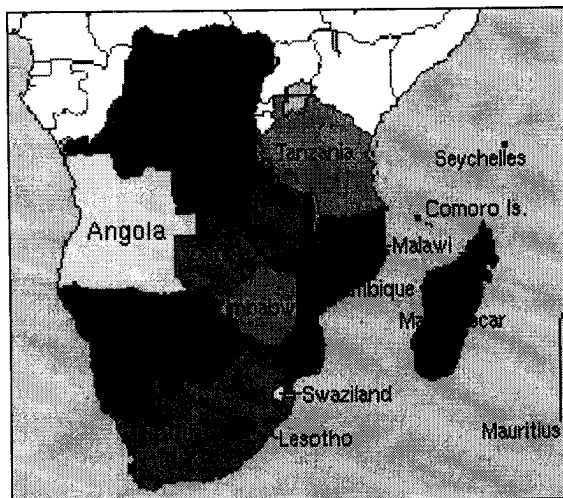 Tanzania
Seychelles
Comoro Is.
Angola
Malawi
Swaziland
Lesotho
Mauritius